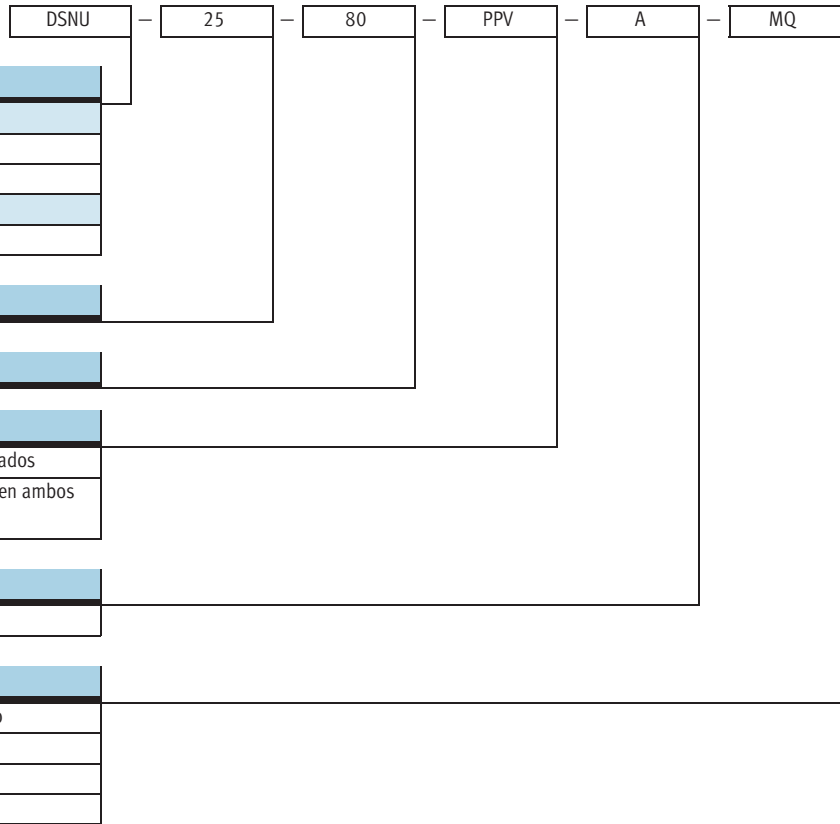 DSNU – 25 – 80 – PPV – A – MQ
ados
en ambos
o